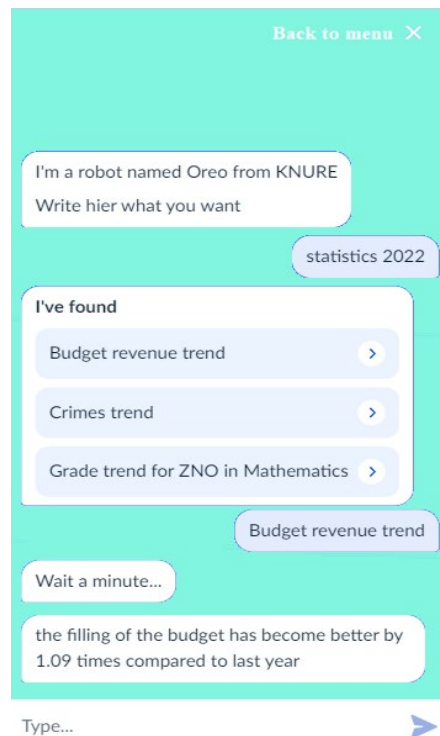 Back to menu ×
I'm a robot named Oreo from KNURE
Write hier what you want
statistics 2022
I've found
Budget revenue trend
Crimes trend
Grade trend for ZNO in Mathematics
Budget revenue trend
Wait a minute...
the filling of the budget has become better by
1.09 times compared to last year
Type...